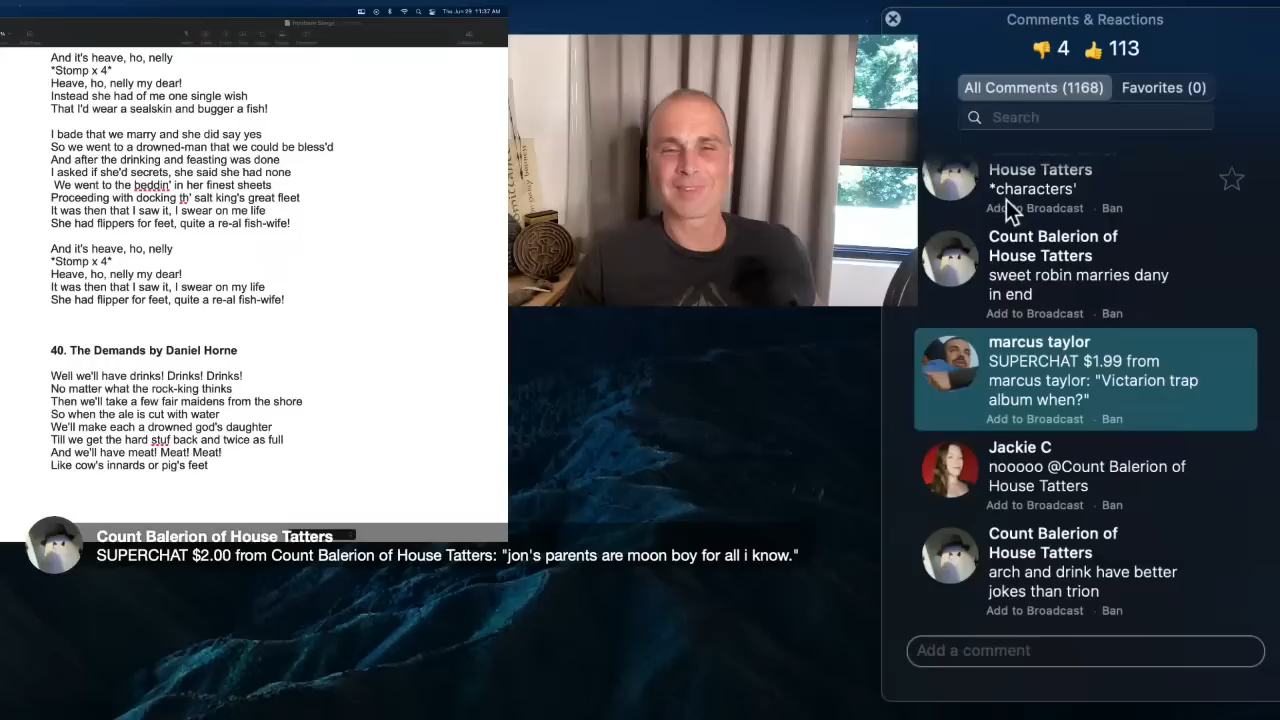 Thu Jun 29 11:37 AM
And it's heave, ho, nelly
*Stomp x 4*
Heave, ho, nelly my dear!
Instead she had of me one single wish
That I'd wear a sealskin and bugger a fish!
I bade that we marry and she did say yes
So we went to a drowned-man that we could be bless'd
And after the drinking and feasting was done
I asked if she'd secrets, she said she had none
We went to the beddin' in her finest sheets
Proceeding with docking th' salt king's great fleet
It was then that I saw it, I swear on me life
She had flippers for feet, quite a re-al fish-wife!
And it's heave, ho, nelly
*Stomp x 4*
Heave, ho, nelly my dear!
It was then that I saw it, I swear on my life
She had flipper for feet, quite a re-al fish-wife!
40. The Demands by Daniel Horne
Well we'll have drinks! Drinks! Drinks!
No matter what the rock-king thinks
Then we'll take a few fair maidens from the shore
So when the ale is cut with water
We'll make each a drowned god's daughter
Till we get the hard stuf back and twice as full
And we'll have meat! Meat! Meat!
Like cow's innards or pig's feet
Count Balerion of House Tatters
SUPERCHAT $2.00 from Count Balerion of House Tatters: "jon's parents are moon boy for all i know."
Comments & Reactions
4 113
All Comments (1168) Favorites (0)
Search
House Tatters
*characters'
Add to Broadcast Ban
Count Balerion of
House Tatters
sweet robin marries dany
in end
Add to Broadcast Ban
marcus taylor
SUPERCHAT $1.99 from
marcus taylor: "Victarion trap
album when?"
Add to Broadcast Ban
Jackie C
nooooo @Count Balerion of
House Tatters
Add to Broadcast Ban
Count Balerion of
House Tatters
arch and drink have better
jokes than trion
Add to Broadcast Ban
Add a comment